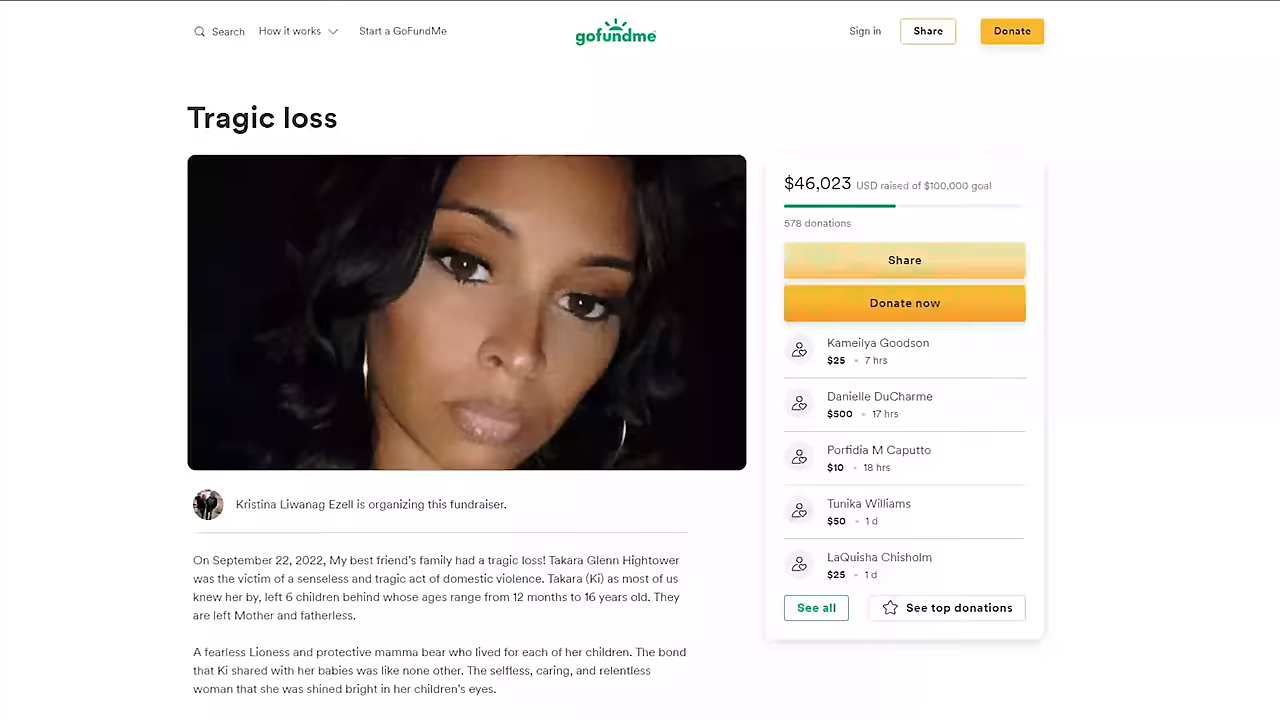 Search How it works Start a GoFundMe gofundme Sign in Share Donate
Tragic loss
$46,023 USD raised of $100,000 goal
578 donations
Share
Donate now
Kameilya Goodson
$25 • 7 hrs
Danielle DuCharme
$500 • 17 hrs
Porfidia M Caputto
$10 • 18 hrs
Tunika Williams
$50 • 1 d
LaQuisha Chisholm
$25 • 1 d
See all See top donations
Kristina Liwanag Ezell is organizing this fundraiser.
On September 22, 2022, My best friend's family had a tragic loss! Takara Glenn Hightower
was the victim of a senseless and tragic act of domestic violence. Takara (Ki) as most of us
knew her by, left 6 children behind whose ages range from 12 months to 16 years old. They
are left Mother and fatherless.
A fearless Lioness and protective mamma bear who lived for each of her children. The bond
that Ki shared with her babies was like none other. The selfless, caring, and relentless
woman that she was shined bright in her children's eyes.